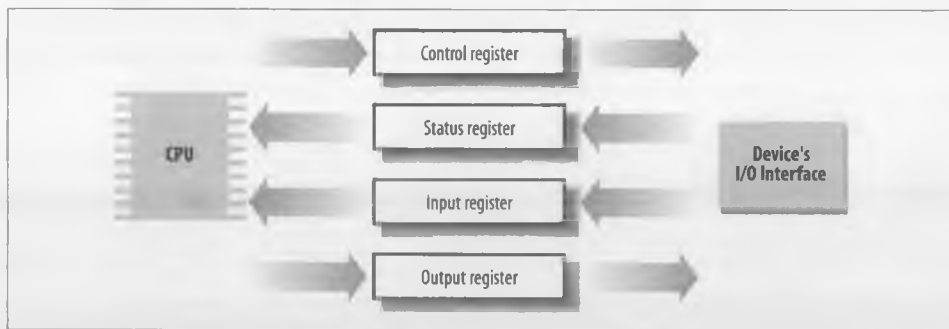 Control register
Status register
CPU
Device's
I/O Interface
Input register
Output register